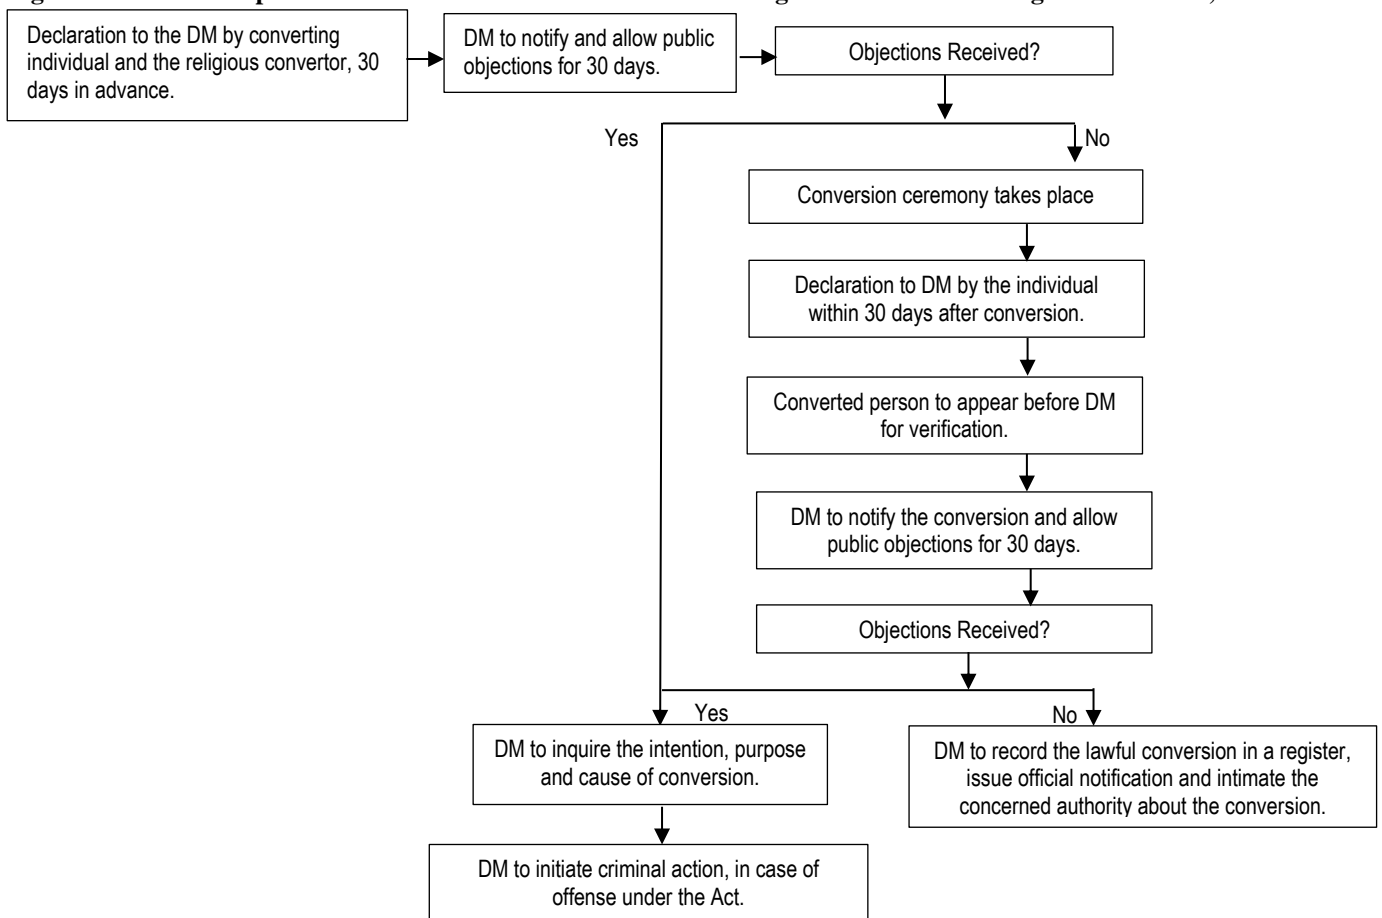 Declaration to the DM by converting
individual and the religious convertor, 30
days in advance.
DM to notify and allow public
objections for 30 days.
Objections Received?
Yes
No
Conversion ceremony takes place
Declaration to DM by the individual
within 30 days after conversion.
Converted person to appear before DM
for verification.
DM to notify the conversion and allow
public objections for 30 days.
Objections Received?
Yes
No
DM to inquire the intention, purpose
and cause of conversion.
DM to record the lawful conversion in a register,
issue official notification and intimate the
concerned authority about the conversion.
DM to initiate criminal action, in case of
offense under the Act.